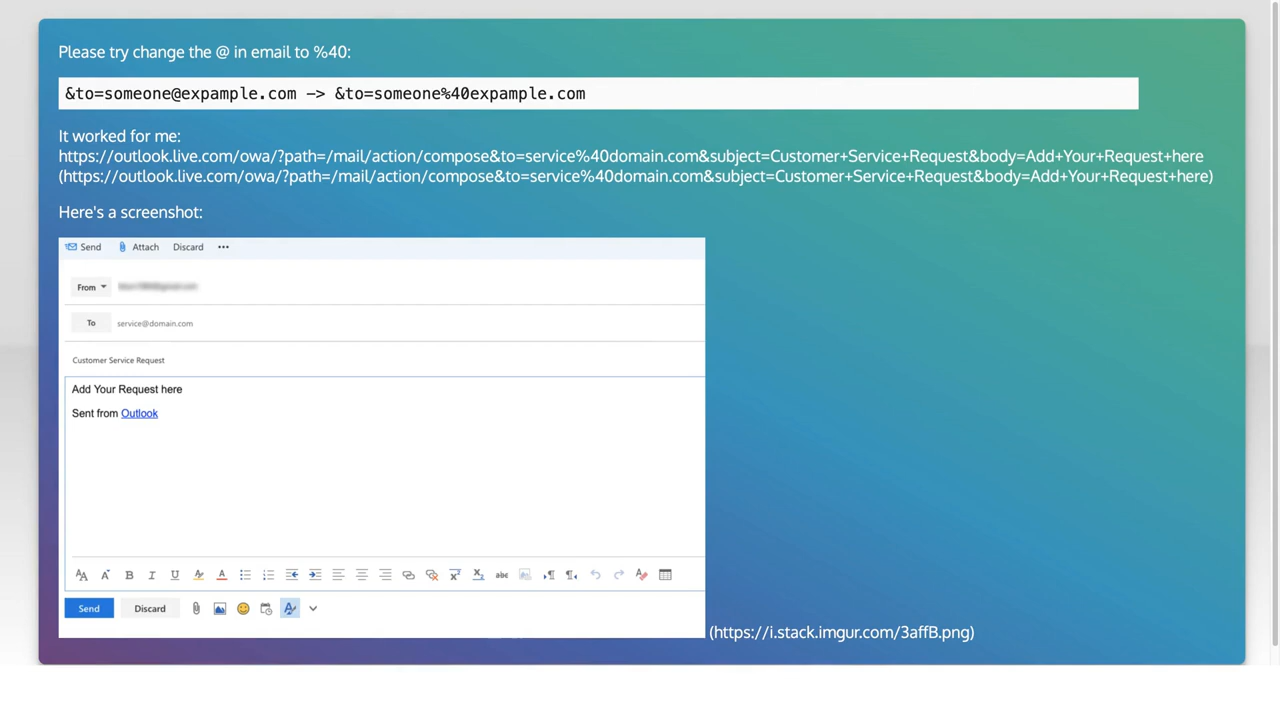 Please try change the @ in email to %40:
&to=someone@expample.com -> &to=someone%40expample.com
It worked for me:
https://outlook.live.com/owa/?path=/mail/action/compose&to=service%40domain.com&subject=Customer+Service+Request&body=Add+Your+Request+here
(https://outlook.live.com/owa/?path=/mail/action/compose&to=service%40domain.com&subject=Customer+Service+Request&body=Add+Your+Request+here)
Here's a screenshot:
Send Attach Discard •••
From
To service@domain.com
Customer Service Request
Add Your Request here
Sent from Outlook
Send Discard
(https://i.stack.imgur.com/3affB.png)